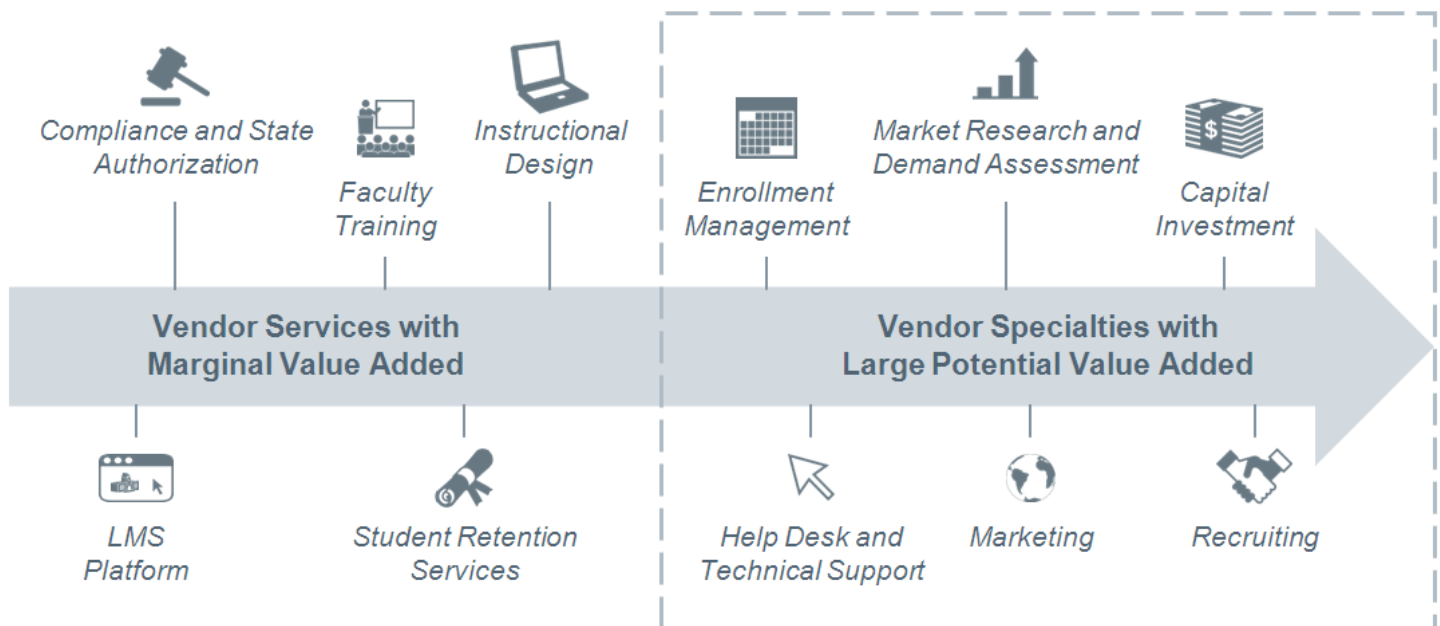 Compliance and State
Authorization
Faculty
Training
Instructional
Design
Enrollment
Management
Market Research and
Demand Assessment
$
Capital
Investment
Vendor Services with
Marginal Value Added
Vendor Specialties with
Large Potential Value Added
LMS
Platform
Student Retention
Services
Help Desk and
Technical Support
Marketing
Recruiting